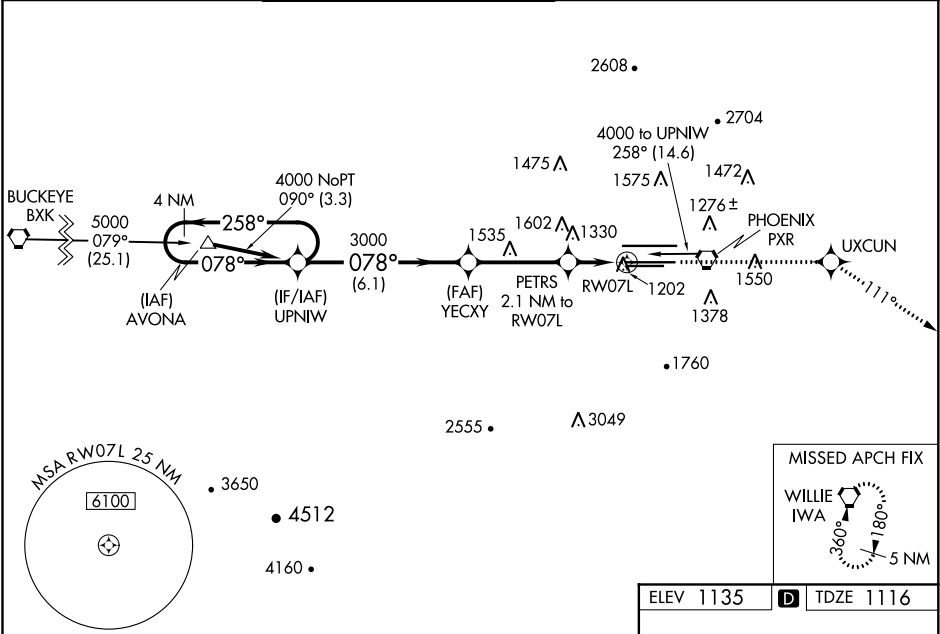 2608
2704
4000 to UPNIW
258° (14.6)
1475
1575
1472
BUCKEYE
BXK
5000
079°
(25.1)
4 NM
4000 NoPT
090° (3.3)
258°
078°
3000
078°
(6.1)
1276±
PHOENIX
PXR
1602
1330
1535
UXCUN
(IAF)
AVONA
(IF/IAF)
UPNIW
(FAF)
YECXY
PETRS
2.1 NM to
RW07L
RW07L
1202
1550
1378
111°
1760
2555
3049
MSA RW07L 25 NM
6100
3650
4512
4160
MISSED APCH FIX
WILLIE
IWA
360°
180°
5 NM
ELEV 1135 D TDZE 1116